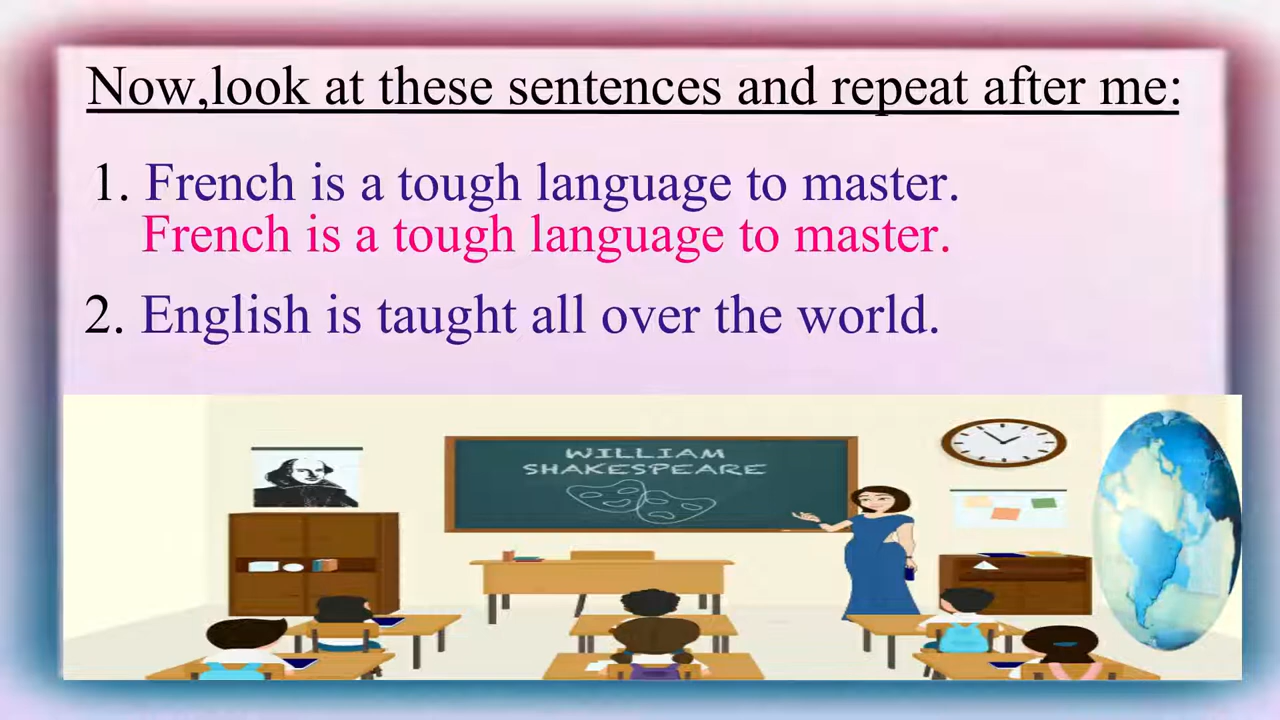 Now,look at these sentences and repeat after me:
1. French is a tough language to master.
French is a tough language to master.
2. English is taught all over the world.
WILLIAM
SHAKESPEARE